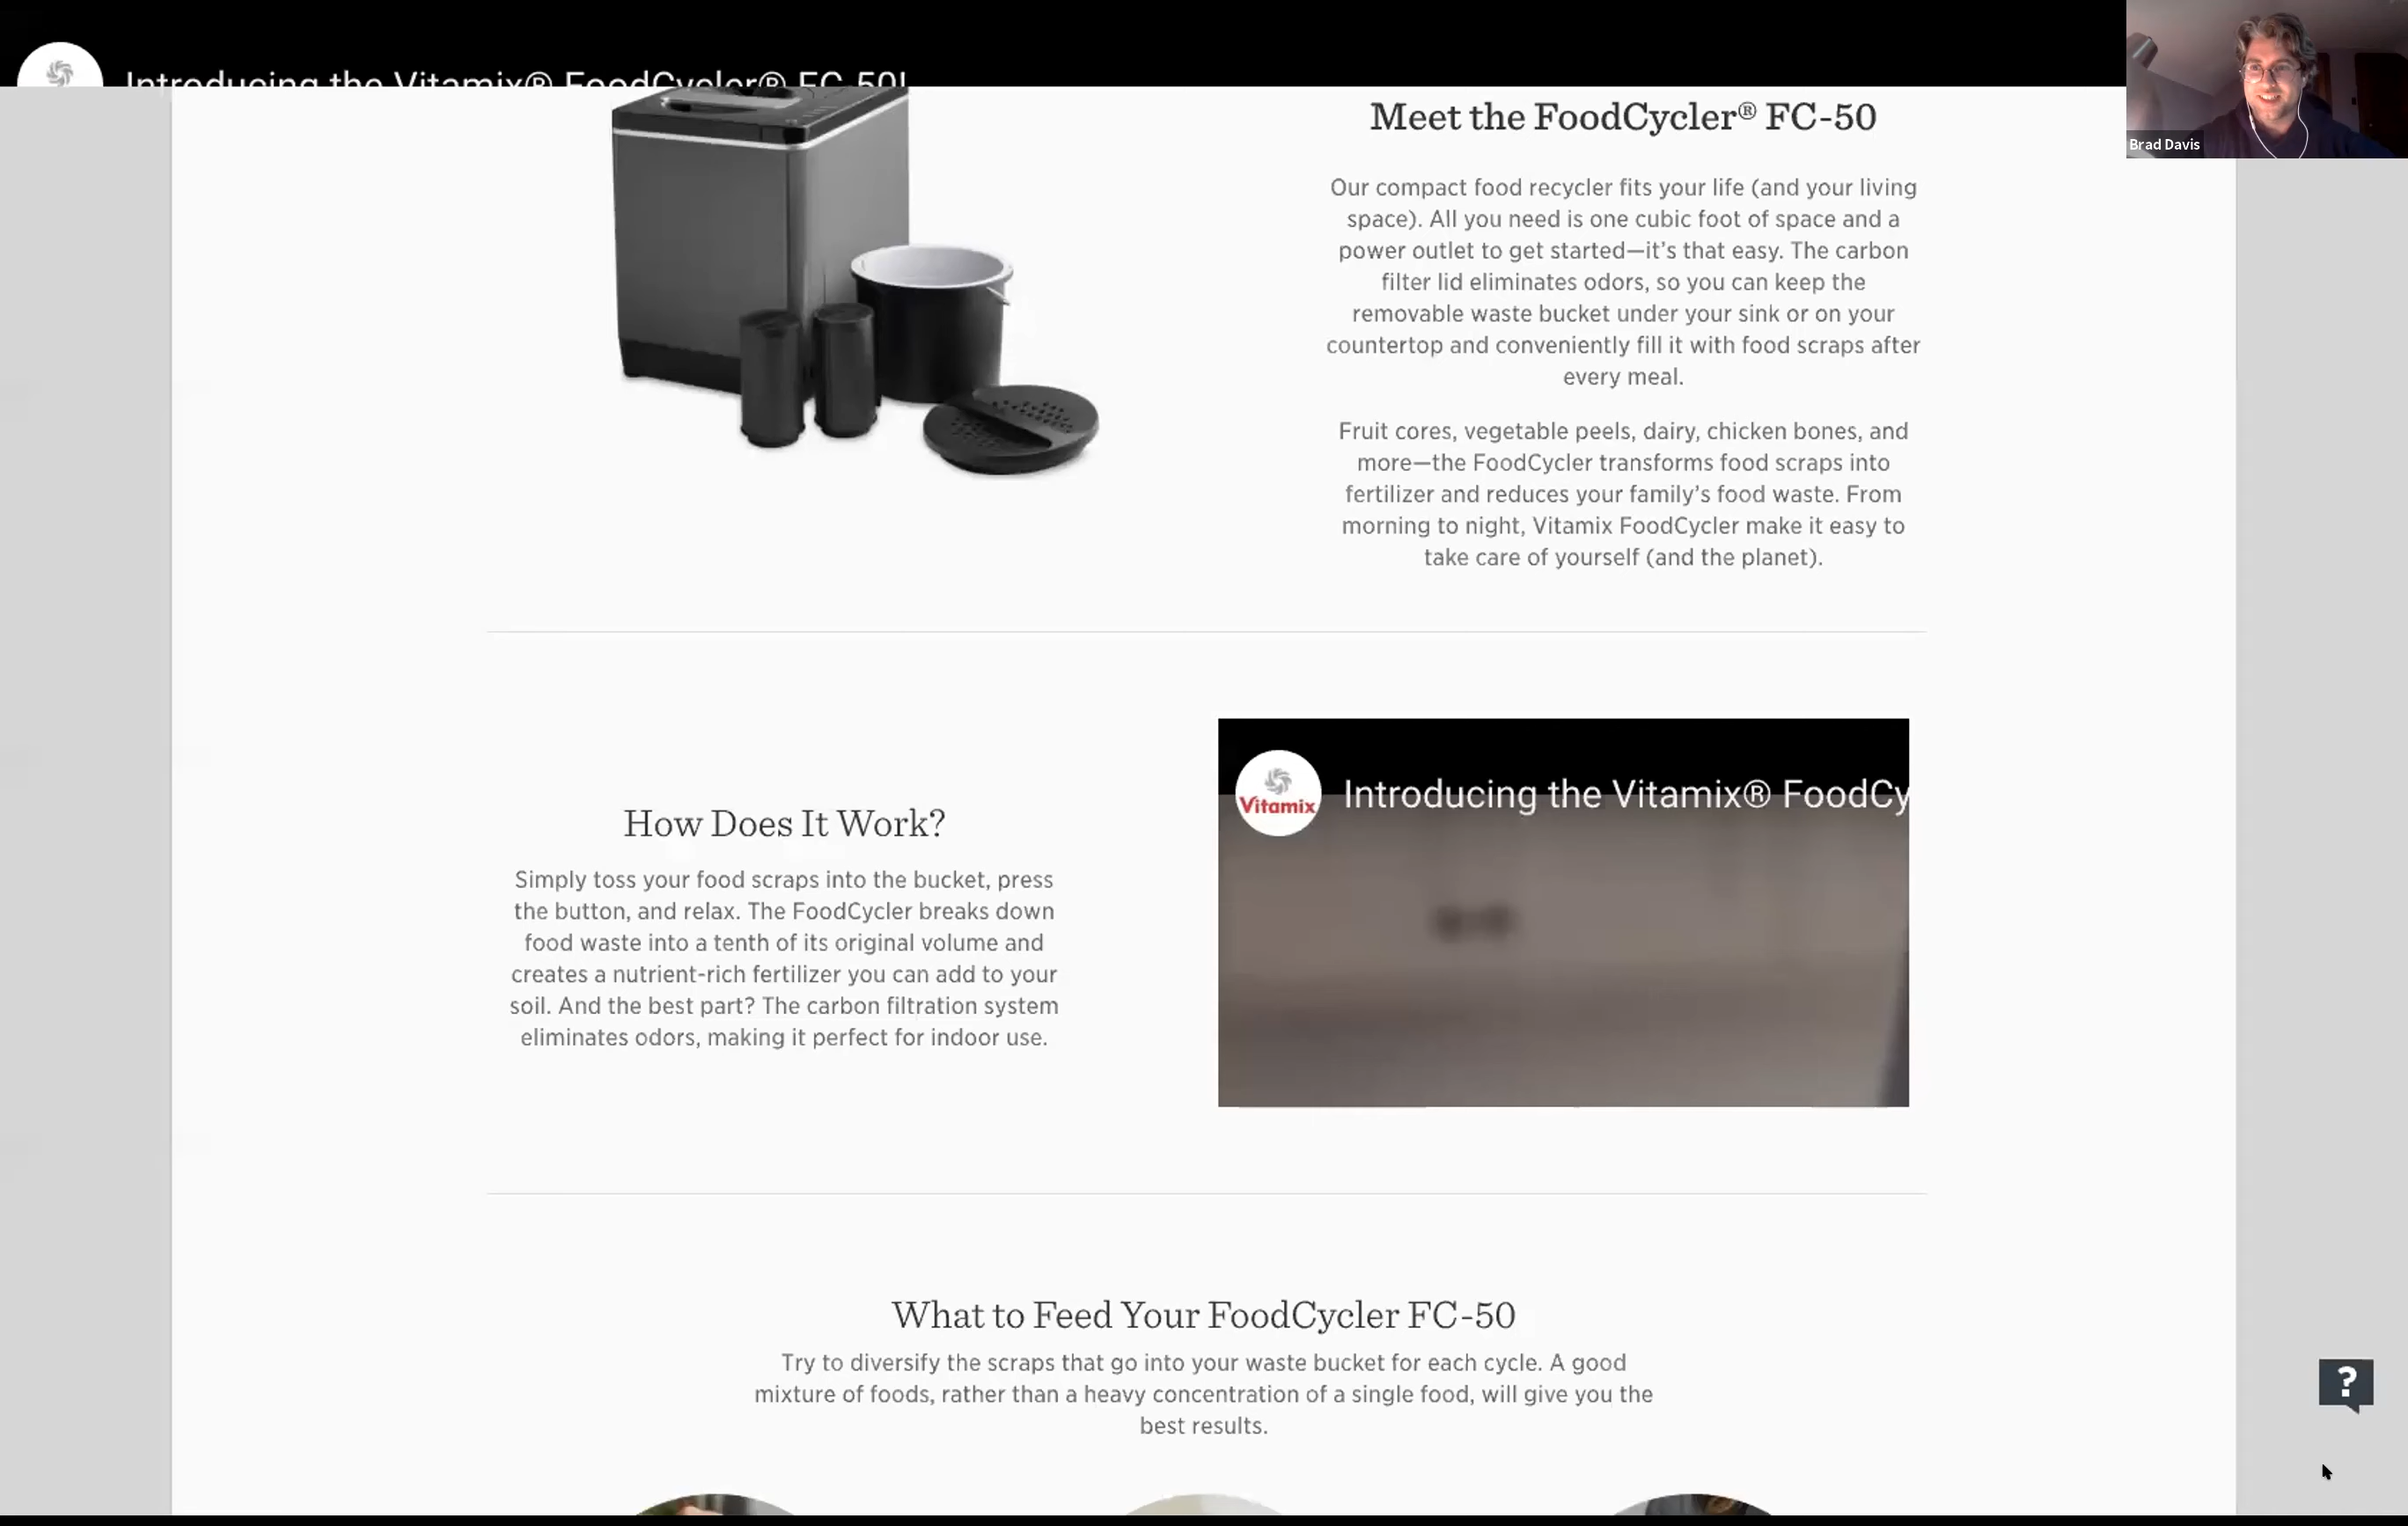 Introducing the Vitamix® FoodCycler® FC-50!
Brad Davis
Meet the FoodCycler® FC-50
Our compact food recycler fits your life (and your living
space). All you need is one cubic foot of space and a
power outlet to get started—it's that easy. The carbon
filter lid eliminates odors, so you can keep the
removable waste bucket under your sink or on your
countertop and conveniently fill it with food scraps after
every meal.
Fruit cores, vegetable peels, dairy, chicken bones, and
more—the FoodCycler transforms food scraps into
fertilizer and reduces your family's food waste. From
morning to night, Vitamix FoodCycler make it easy to
take care of yourself (and the planet).
How Does It Work?
Simply toss your food scraps into the bucket, press
the button, and relax. The FoodCycler breaks down
food waste into a tenth of its original volume and
creates a nutrient-rich fertilizer you can add to your
soil. And the best part? The carbon filtration system
eliminates odors, making it perfect for indoor use.
Vitamix
Introducing the Vitamix® FoodCy
What to Feed Your FoodCycler FC-50
Try to diversify the scraps that go into your waste bucket for each cycle. A good
mixture of foods, rather than a heavy concentration of a single food, will give you the
best results.
?